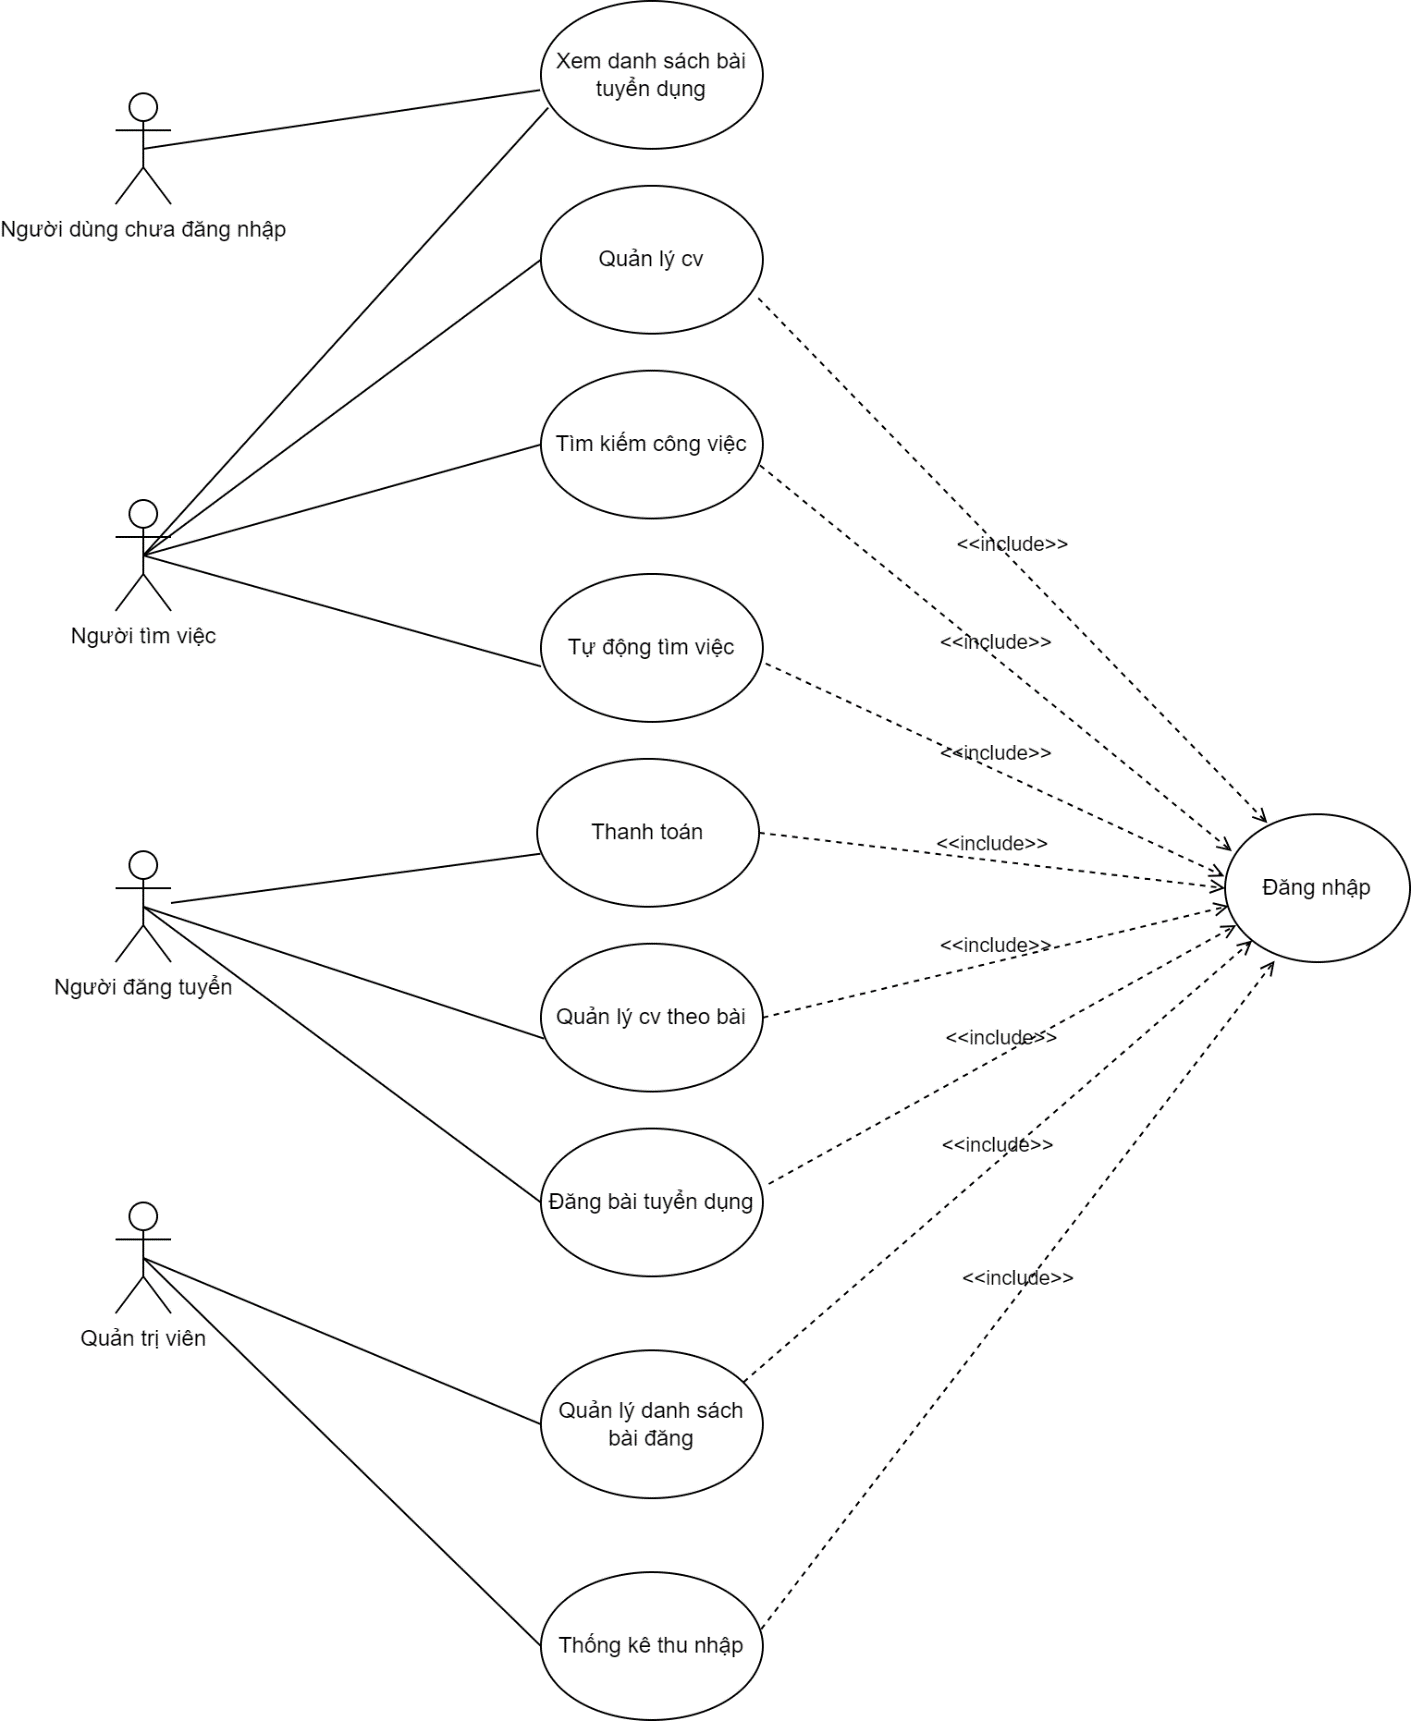 Xem danh sách bài
tuyển dụng
Người dùng chưa đăng nhập
Quản lý cv
Tìm kiếm công việc
<<include>>
Người tìm việc
Tự động tìm việc
<<include>>
<<include>>
Thanh toán
<<include>>
Đăng nhập
Người đăng tuyển
<<include>>
Quản lý cv theo bài
<<include>>
Đăng bài tuyển dụng
<<include>>
Quản trị viên
<<include>>
Quản lý danh sách
bài đăng
Thống kê thu nhập